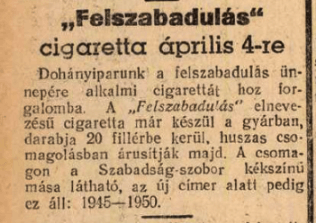 „Felszabadulás“
cigaretta április 4-re
Dohányiparunk a felszabadulás ün-
nepére alkalmi cigarettát hoz for-
galomba. A „Felszabadulás" elneve-
zésű cigaretta már készül a gyárban,
darabja 20 fillérbe kerül, huszas cso-
magolásban árusítják majd. A csoma-
gon a Szabadság-szobor kékszínű
mása látható, az új címer alatt pedig
ez áll: 1945—1950.